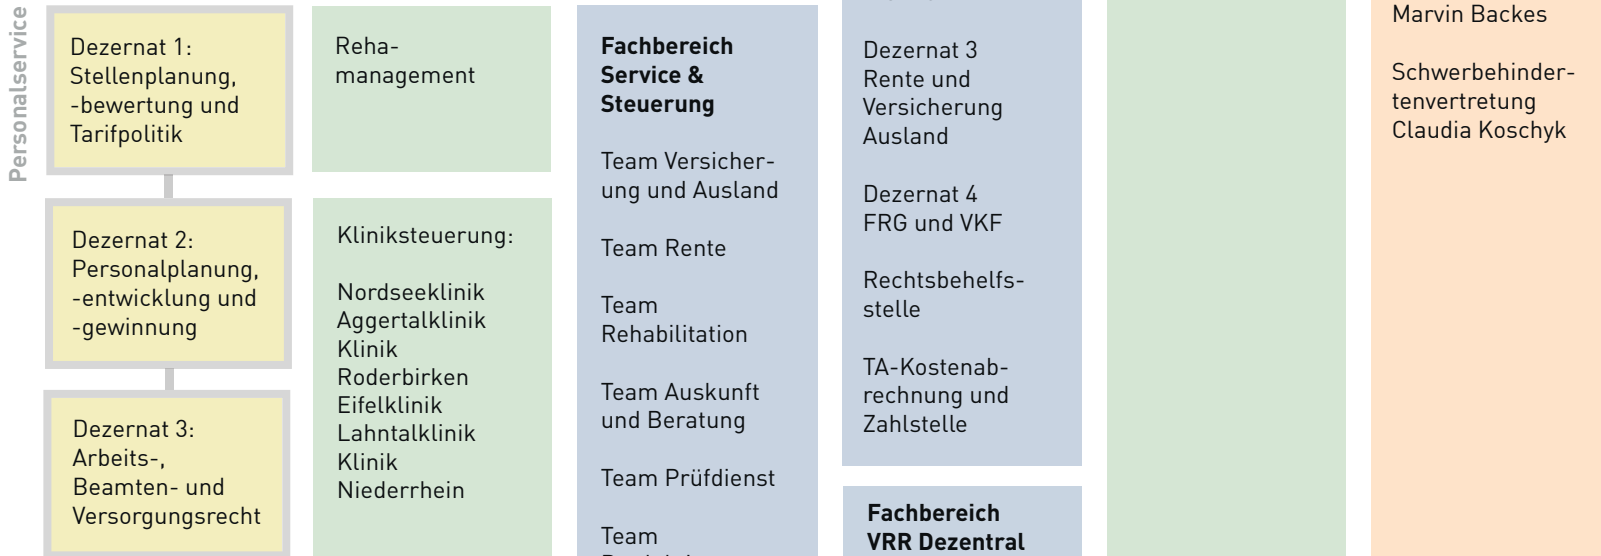 Personalservice
Dezernat 1:
Stellenplanung,
-bewertung und
Tarifpolitik
Dezernat 2:
Personalplanung,
-entwicklung und
-gewinnung
Dezernat 3:
Arbeits-,
Beamten- und
Versorgungsrecht
Reha-
management
Kliniksteuerung:
Nordseeklinik
Aggertalklinik
Klinik
Roderbirken
Eifelklinik
Lahntalklinik
Klinik
Niederrhein
Fachbereich
Service &
Steuerung
Team Versicher-
ung und Ausland
Team Rente
Team
Rehabilitation
Team Auskunft
und Beratung
Team Prüfdienst
Team
Dezernat 3
Rente und
Versicherung
Ausland
Dezernat 4
FRG und VKF
Rechtsbehelfs-
stelle
TA-Kostenab-
rechnung und
Zahlstelle
Fachbereich
VRR Dezentral
Marvin Backes
Schwerbehinder-
tenvertretung
Claudia Koschyk